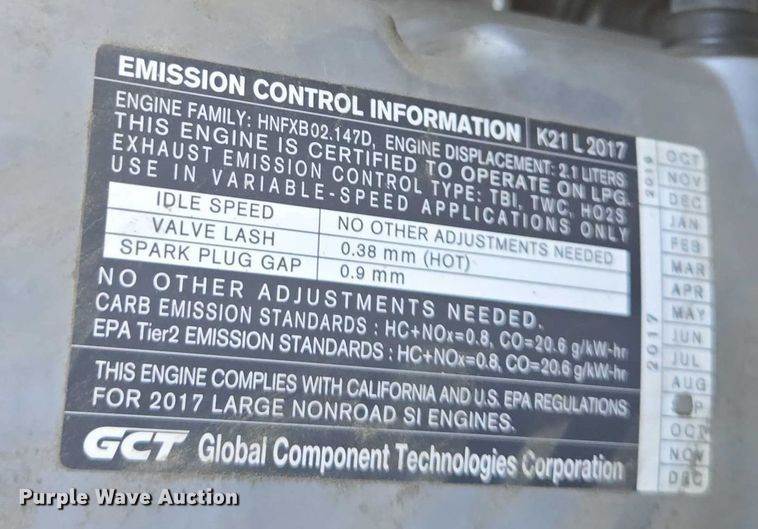 EMISSION CONTROL INFORMATION K21 L 2017
ENGINE FAMILY: HNFXB02.147D, ENGINE DISPLACEMENT: 2.1 LITERS
THIS ENGINE IS CERTIFIED TO OPERATE ON LPG.
EXHAUST EMISSION CONTROL TYPE: TBI, TWC, HO2S
USE IN VARIABLE-SPEED APPLICATIONS ONLY
IDLE SPEED NO OTHER ADJUSTMENTS NEEDED
VALVE LASH 0.38 mm (HOT)
SPARK PLUG GAP 0.9 mm
NO OTHER ADJUSTMENTS NEEDED.
CARB EMISSION STANDARDS : HC+NOx=0.8, CO=20.6 g/kW-hr
EPA Tier2 EMISSION STANDARDS : HC+NOx=0.8, CO=20.6 g/kW-hr
THIS ENGINE COMPLIES WITH CALIFORNIA AND U.S. EPA REGULATIONS
FOR 2017 LARGE NONROAD SI ENGINES.
GCT Global Component Technologies Corporation
OCT
NOV
DEC
2017
JAN
FEB
MAR
APR
MAY
JUN
JUL
AUG
OCT
NOV
DEC
Purple Wave Auction